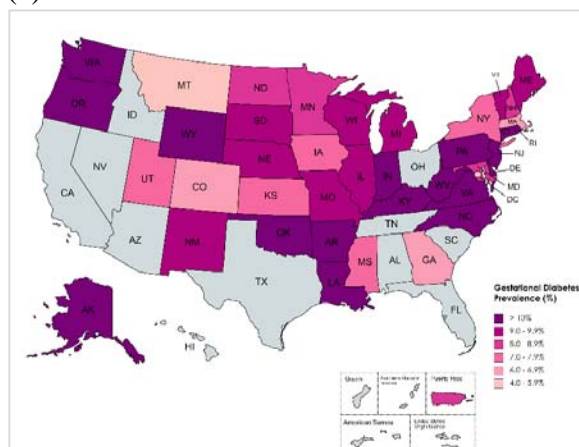 WA
MT
ND
MN
VT
ME
OR
ID
SD
WI
MI
NY
MA
RI
WY
NE
IA
PA
NJ
NV
UT
CO
IL
IN
OH
DE
CA
KS
MO
WV
VA
MD
DC
KY
AZ
NM
OK
AR
TN
NC
MS
AL
GA
SC
TX
LA
FL
AK
HI
Gestational Diabetes
Prevalence (%)
> 10%
9.0 - 9.9%
8.0 - 8.9%
7.0 - 7.9%
6.0 - 6.9%
4.0 - 5.9%
Guam
Puerto Rico
American Samoa